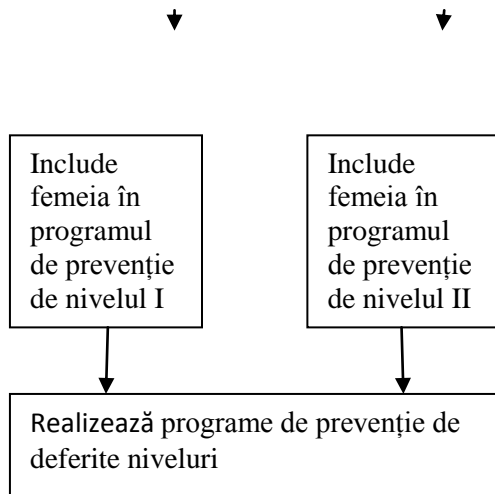 Include
femeia în
programul
de prevenție
de nivelul I
Include
femeia în
programul
de prevenție
de nivelul II
Realizează programe de prevenție de
deferite niveluri